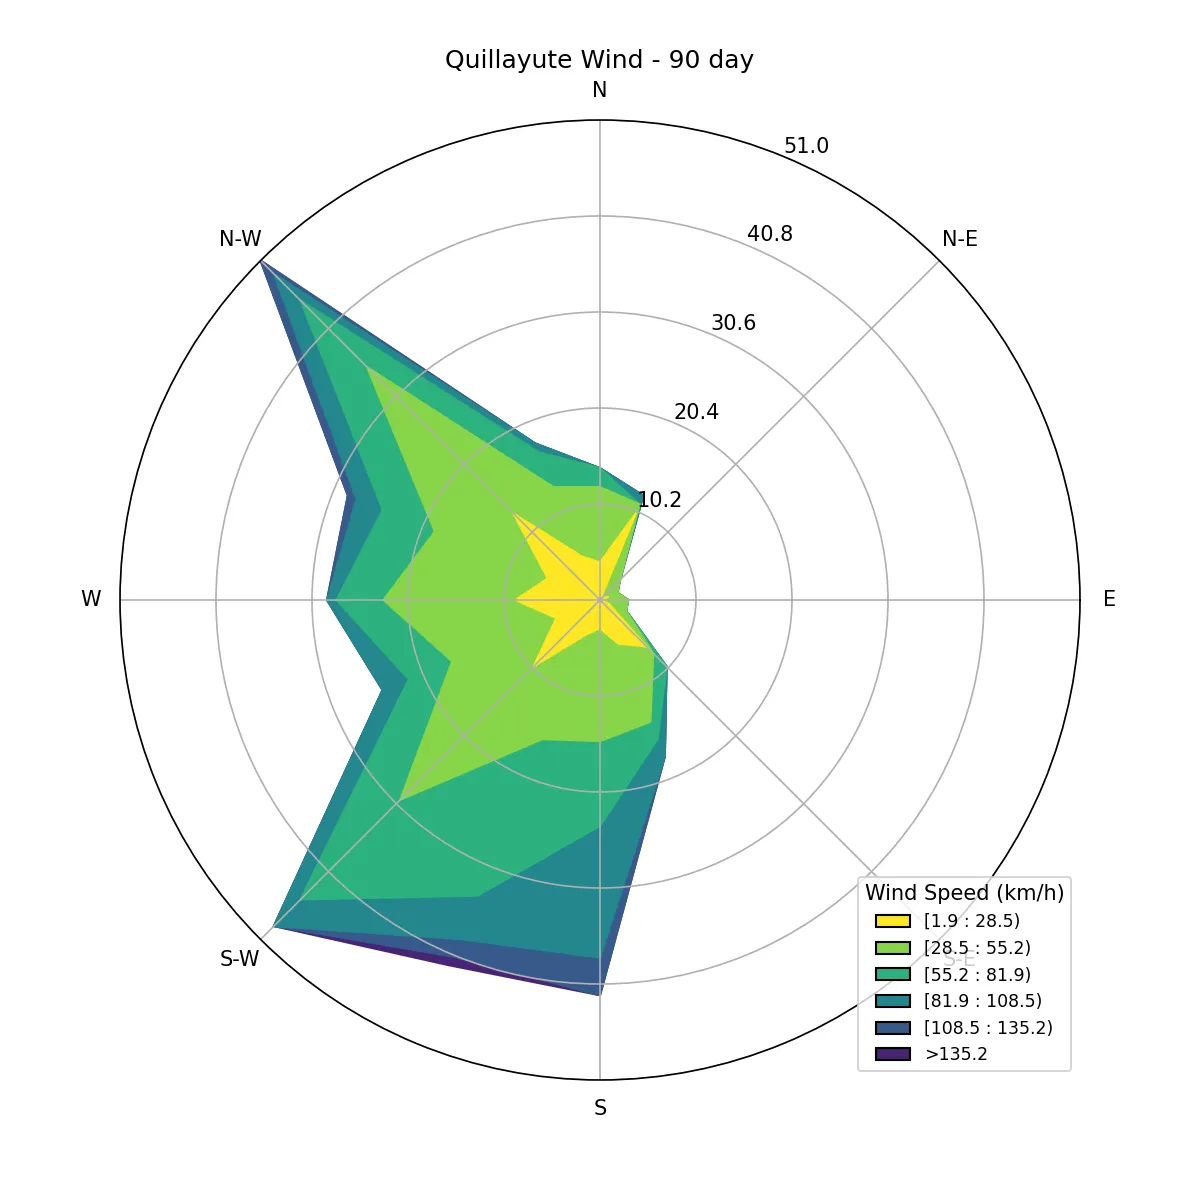 Quillayute Wind - 90 day
N
51.0
40.8
N-W
N-E
30.6
20.4
10.2
W
E
Wind Speed (km/h)
[1.9 : 28.5)
[28.5 : 55.2)
S-W
S-E
[55.2 : 81.9)
[81.9 : 108.5)
[108.5 : 135.2)
>135.2
S